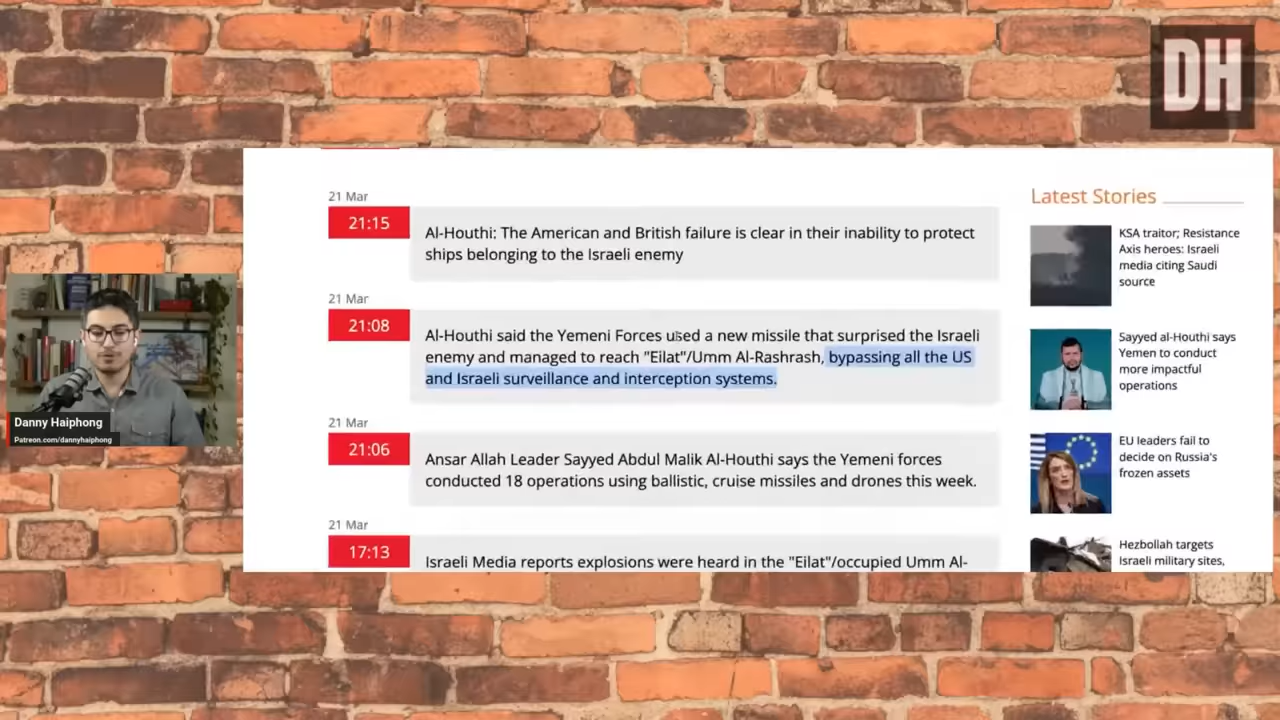 DH
21 Mar
21:15
Al-Houthi: The American and British failure is clear in their inability to protect
ships belonging to the Israeli enemy
21 Mar
21:08
Al-Houthi said the Yemeni Forces used a new missile that surprised the Israeli
enemy and managed to reach "Eilat"/Umm Al-Rashrash, bypassing all the US
and Israeli surveillance and interception systems.
21 Mar
21:06
Ansar Allah Leader Sayyed Abdul Malik Al-Houthi says the Yemeni forces
conducted 18 operations using ballistic, cruise missiles and drones this week.
21 Mar
17:13
Israeli Media reports explosions were heard in the "Eilat"/occupied Umm Al-
Latest Stories
KSA traitor; Resistance
Axis heroes: Israeli
media citing Saudi
source
Sayyed al-Houthi says
Yemen to conduct
more impactful
operations
EU leaders fail to
decide on Russia's
frozen assets
Hezbollah targets
Israeli military sites,
Danny Haiphong
Patreon.com/dannyhaiphong